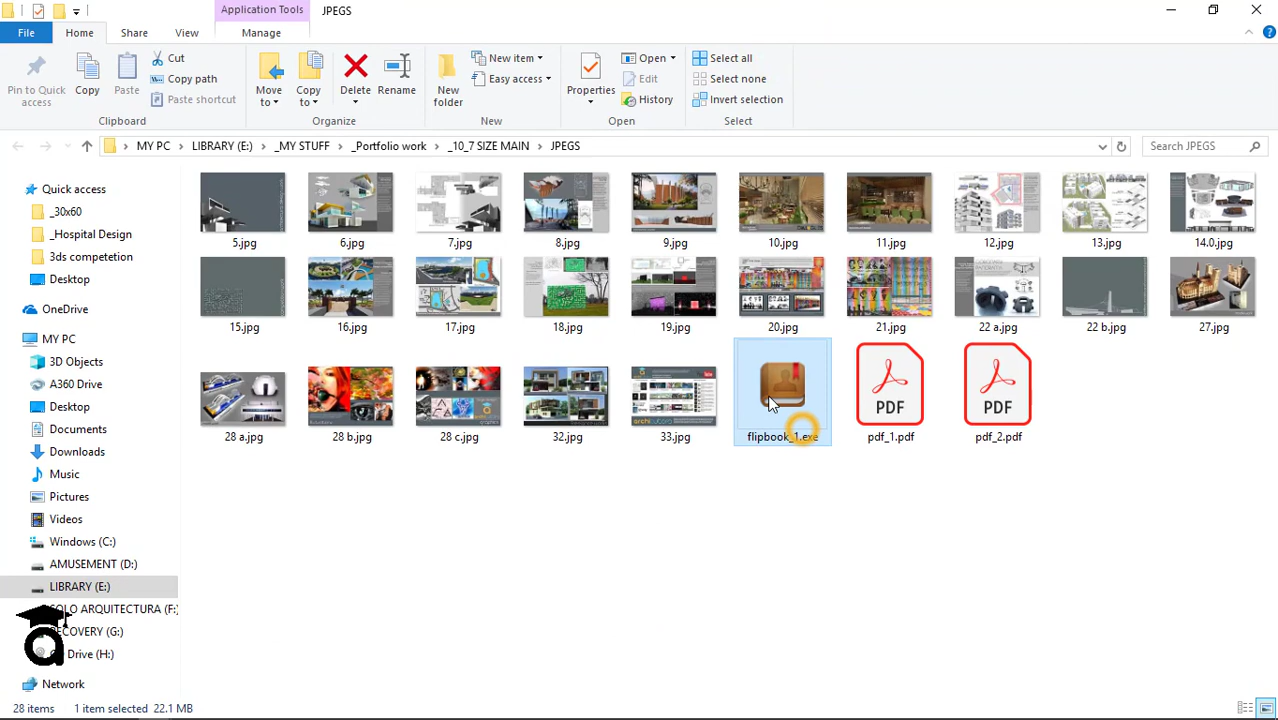 Application Tools JPEGS
File Home Share View Manage
Pin to Quick access
Copy
Paste
Cut
Copy path
Paste shortcut
Clipboard
Move to
Copy to
Delete
Rename
Organize
New folder
New item
Easy access
New
Properties
Open
Edit
History
Open
Select all
Select none
Invert selection
Select
MY PC LIBRARY (E:) _MY STUFF _Portfolio work _10_7 SIZE MAIN JPEGS
Search JPEGS
Quick access
_30x60
_Hospital Design
3ds competetion
Desktop
OneDrive
MY PC
3D Objects
A360 Drive
Desktop
Documents
Downloads
Music
Pictures
Videos
Windows (C:)
AMUSEMENT (D:)
LIBRARY (E:)
SOLO ARQUITECTURA (F:)
RECOVERY (G:)
Drive (H:)
Network
5.jpg 6.jpg 7.jpg 8.jpg 9.jpg 10.jpg 11.jpg 12.jpg 13.jpg 14.0.jpg
15.jpg 16.jpg 17.jpg 18.jpg 19.jpg 20.jpg 21.jpg 22 a.jpg 22 b.jpg 27.jpg
PDF PDF
28 a.jpg 28 b.jpg 28 c.jpg 32.jpg 33.jpg flipbook_1.exe pdf_1.pdf pdf_2.pdf
28 items 1 item selected 22.1 MB